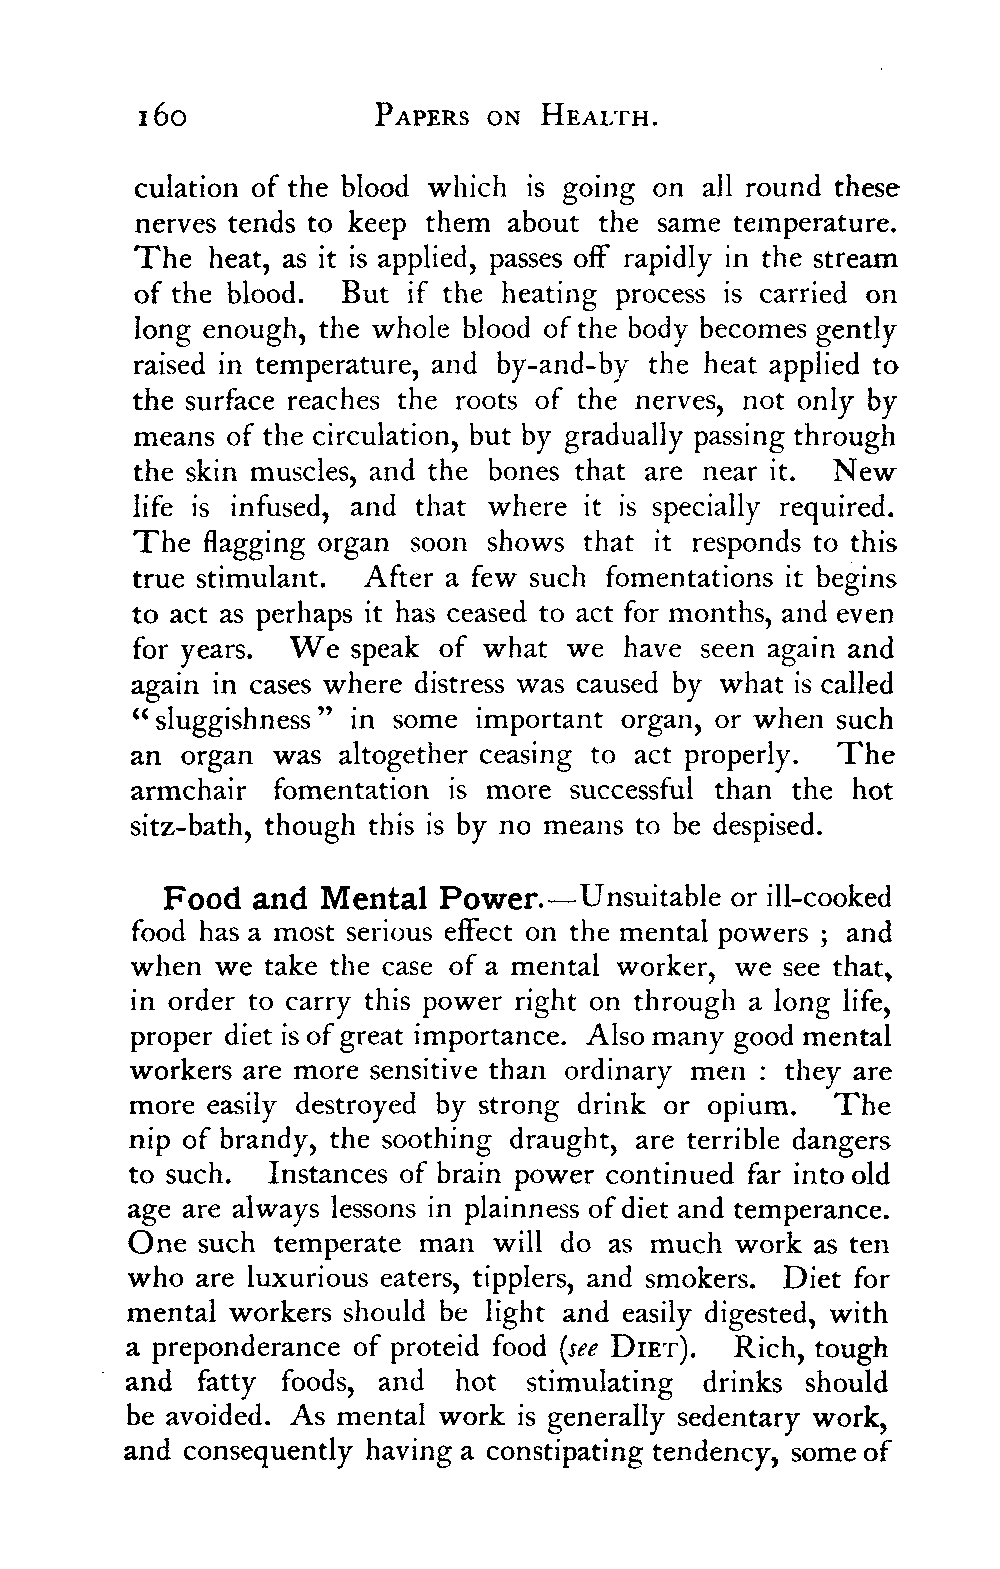 160 PAPERS ON HEALTH.
culation of the blood which is going on all round these
nerves tends to keep them about the same temperature.
The heat, as it is applied, passes off rapidly in the stream
of the blood. But if the heating process is carried on
long enough, the whole blood of the body becomes gently
raised in temperature, and by-and-by the heat applied to
the surface reaches the roots of the nerves, not only by
means of the circulation, but by gradually passing through
the skin muscles, and the bones that are near it. New
life is infused, and that where it is specially required.
The flagging organ soon shows that it responds to this
true stimulant. After a few such fomentations it begins
to act as perhaps it has ceased to act for months, and even
for years. We speak of what we have seen again and
again in cases where distress was caused by what is called
“sluggishness” in some important organ, or when such
an organ was altogether ceasing to act properly. The
armchair fomentation is more successful than the hot
sitz-bath, though this is by no means to be despised.
Food and Mental Power.—Unsuitable or ill-cooked
food has a most serious effect on the mental powers ; and
when we take the case of a mental worker, we see that,
in order to carry this power right on through a long life,
proper diet is of great importance. Also many good mental
workers are more sensitive than ordinary men : they are
more easily destroyed by strong drink or opium. The
nip of brandy, the soothing draught, are terrible dangers
to such. Instances of brain power continued far into old
age are always lessons in plainness of diet and temperance.
One such temperate man will do as much work as ten
who are luxurious eaters, tipplers, and smokers. Diet for
mental workers should be light and easily digested, with
a preponderance of proteid food (see DIET). Rich, tough
and fatty foods, and hot stimulating drinks should
be avoided. As mental work is generally sedentary work,
and consequently having a constipating tendency, some of